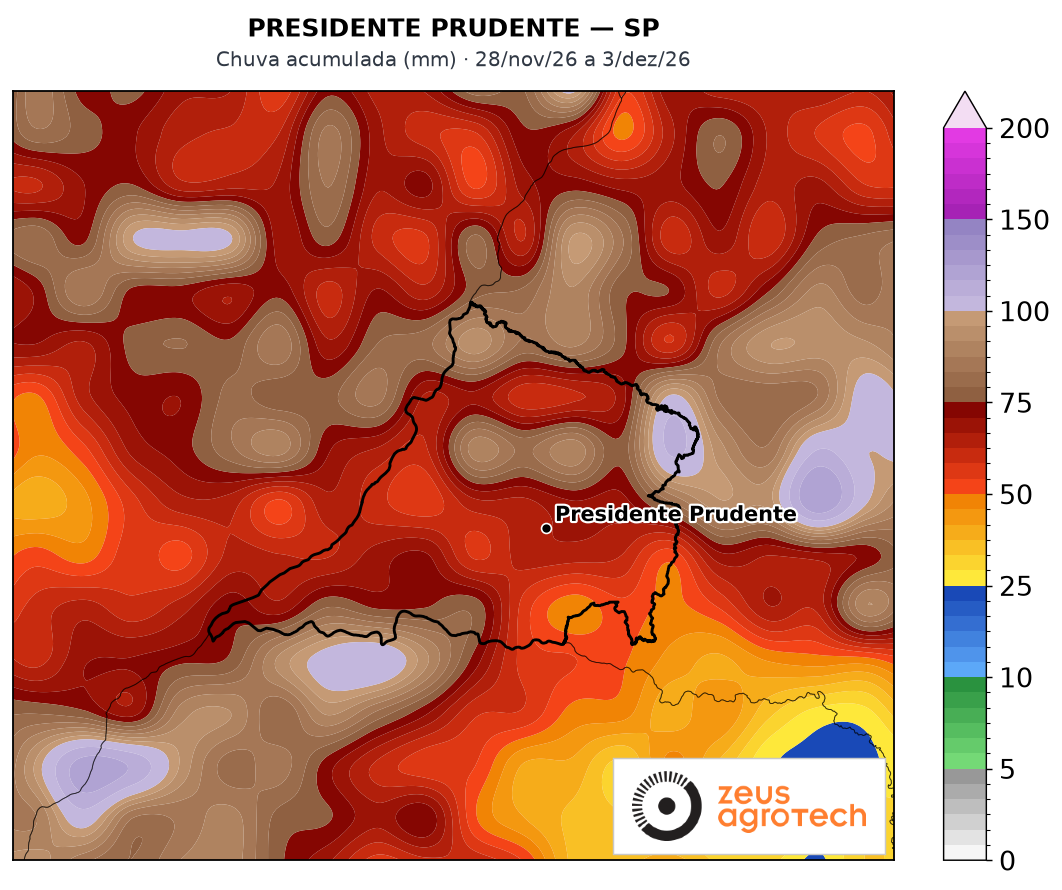 PRESIDENTE PRUDENTE — SP
Chuva acumulada (mm) · 28/nov/26 a 3/dez/26
200
150
100
75
50
25
10
5
0
Presidente Prudente
zeus
agroTech